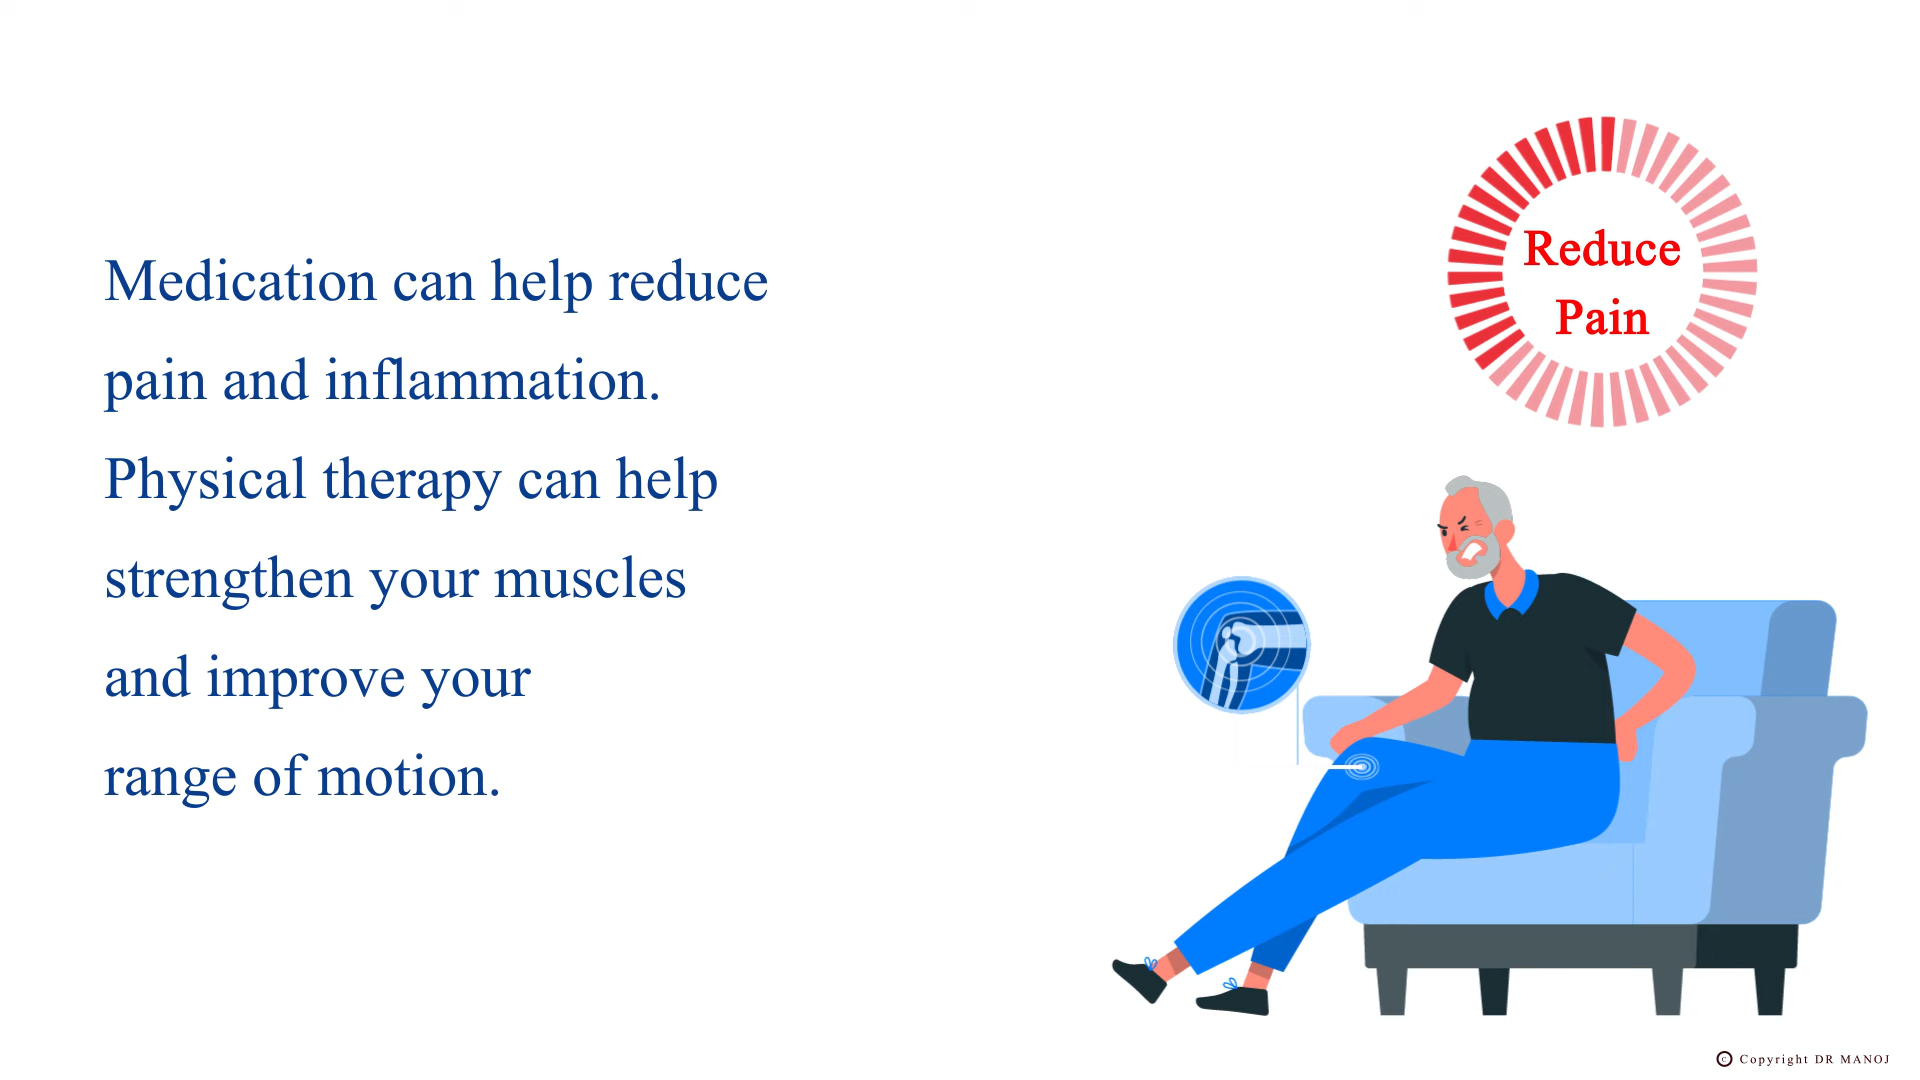 Medication can help reduce
pain and inflammation.
Physical therapy can help
strengthen your muscles
and improve your
range of motion.
Reduce
Pain
© Copyright DR MANOJ